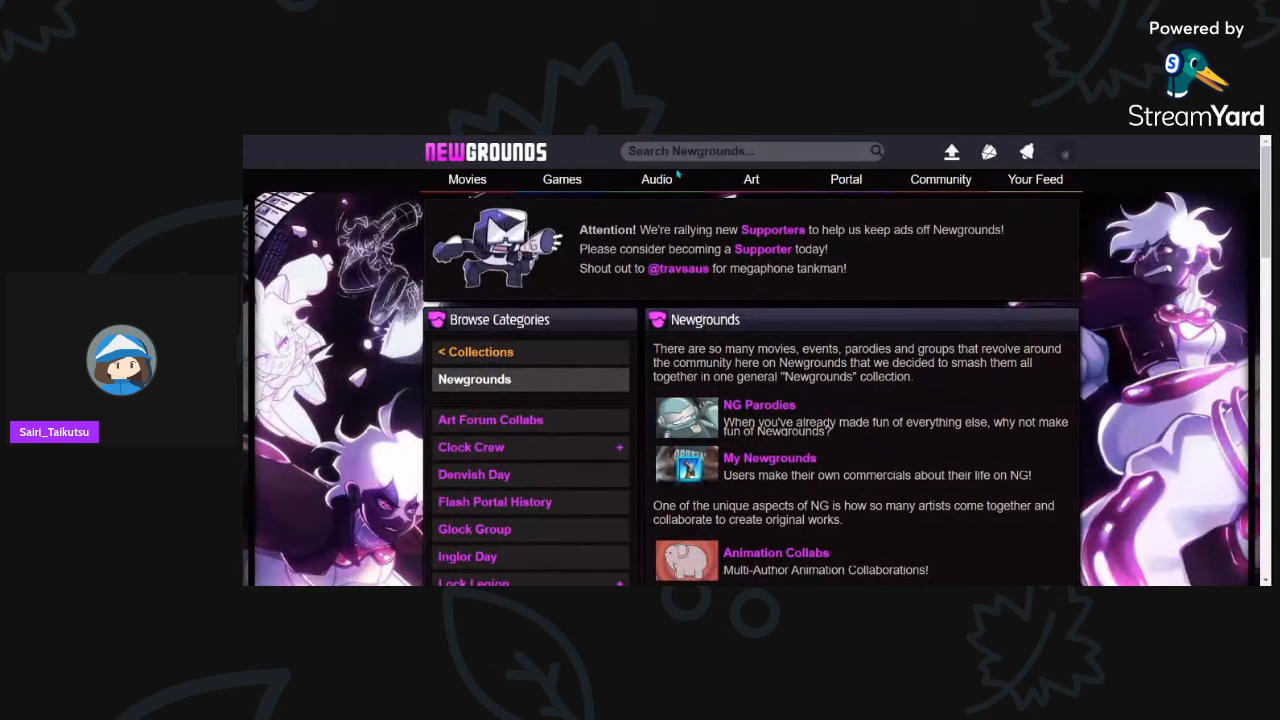 Powered by
StreamYard
NEWGROUNDS
Search Newgrounds...
Movies Games Audio Art Portal Community Your Feed
Attention! We're rallying new Supporters to help us keep ads off Newgrounds!
Please consider becoming a Supporter today!
Shout out to @travsaus for megaphone tankman!
Browse Categories
< Collections
Newgrounds
Art Forum Collabs
Clock Crew +
Denvish Day
Flash Portal History
Glock Group
Inglor Day
Lock Legion +
Newgrounds
There are so many movies, events, parodies and groups that revolve around
the community here on Newgrounds that we decided to smash them all
together in one general "Newgrounds" collection.
NG Parodies
When you've already made fun of everything else, why not make
fun of Newgrounds?
My Newgrounds
Users make their own commercials about their life on NG!
One of the unique aspects of NG is how so many artists come together and
collaborate to create original works.
Animation Collabs
Multi-Author Animation Collaborations!
Sairi_Taikutsu